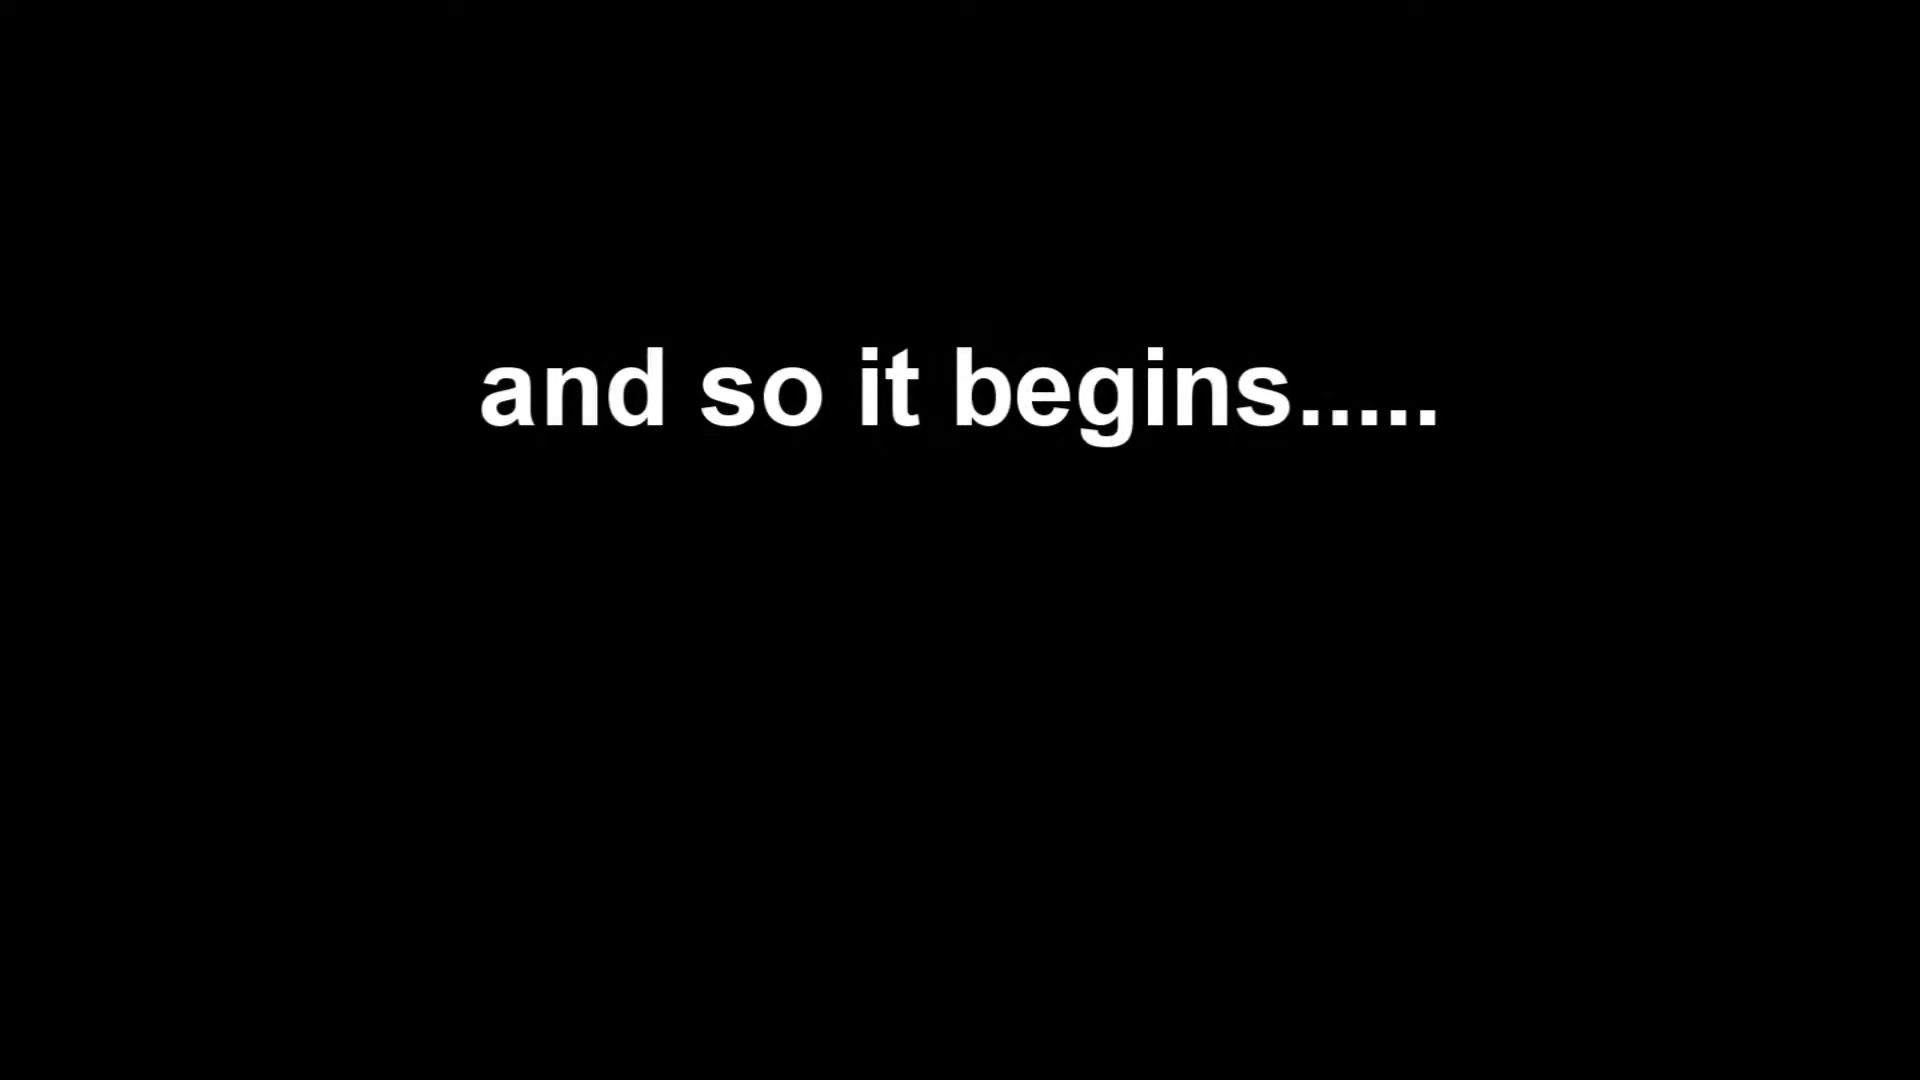 and so it begins.....